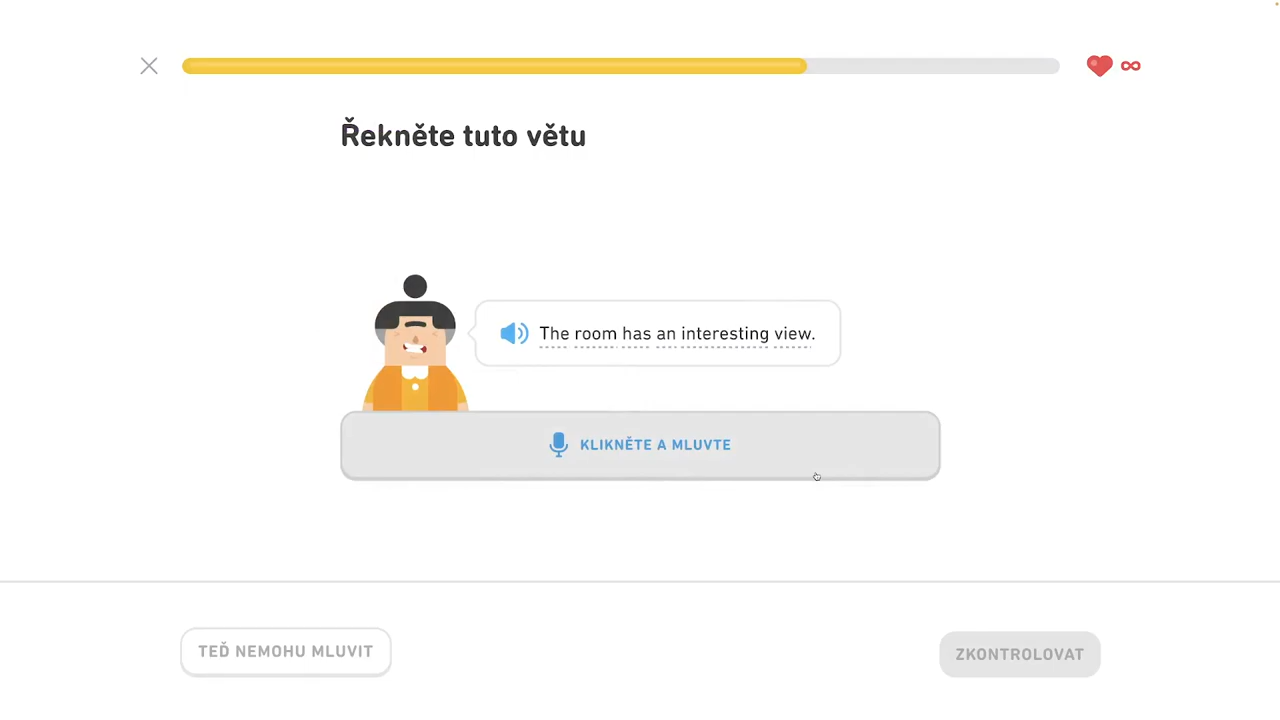 ∞
Řekněte tuto větu
The room has an interesting view.
KLIKNĚTE A MLUVTE
TEĎ NEMOHU MLUVIT
ZKONTROLOVAT